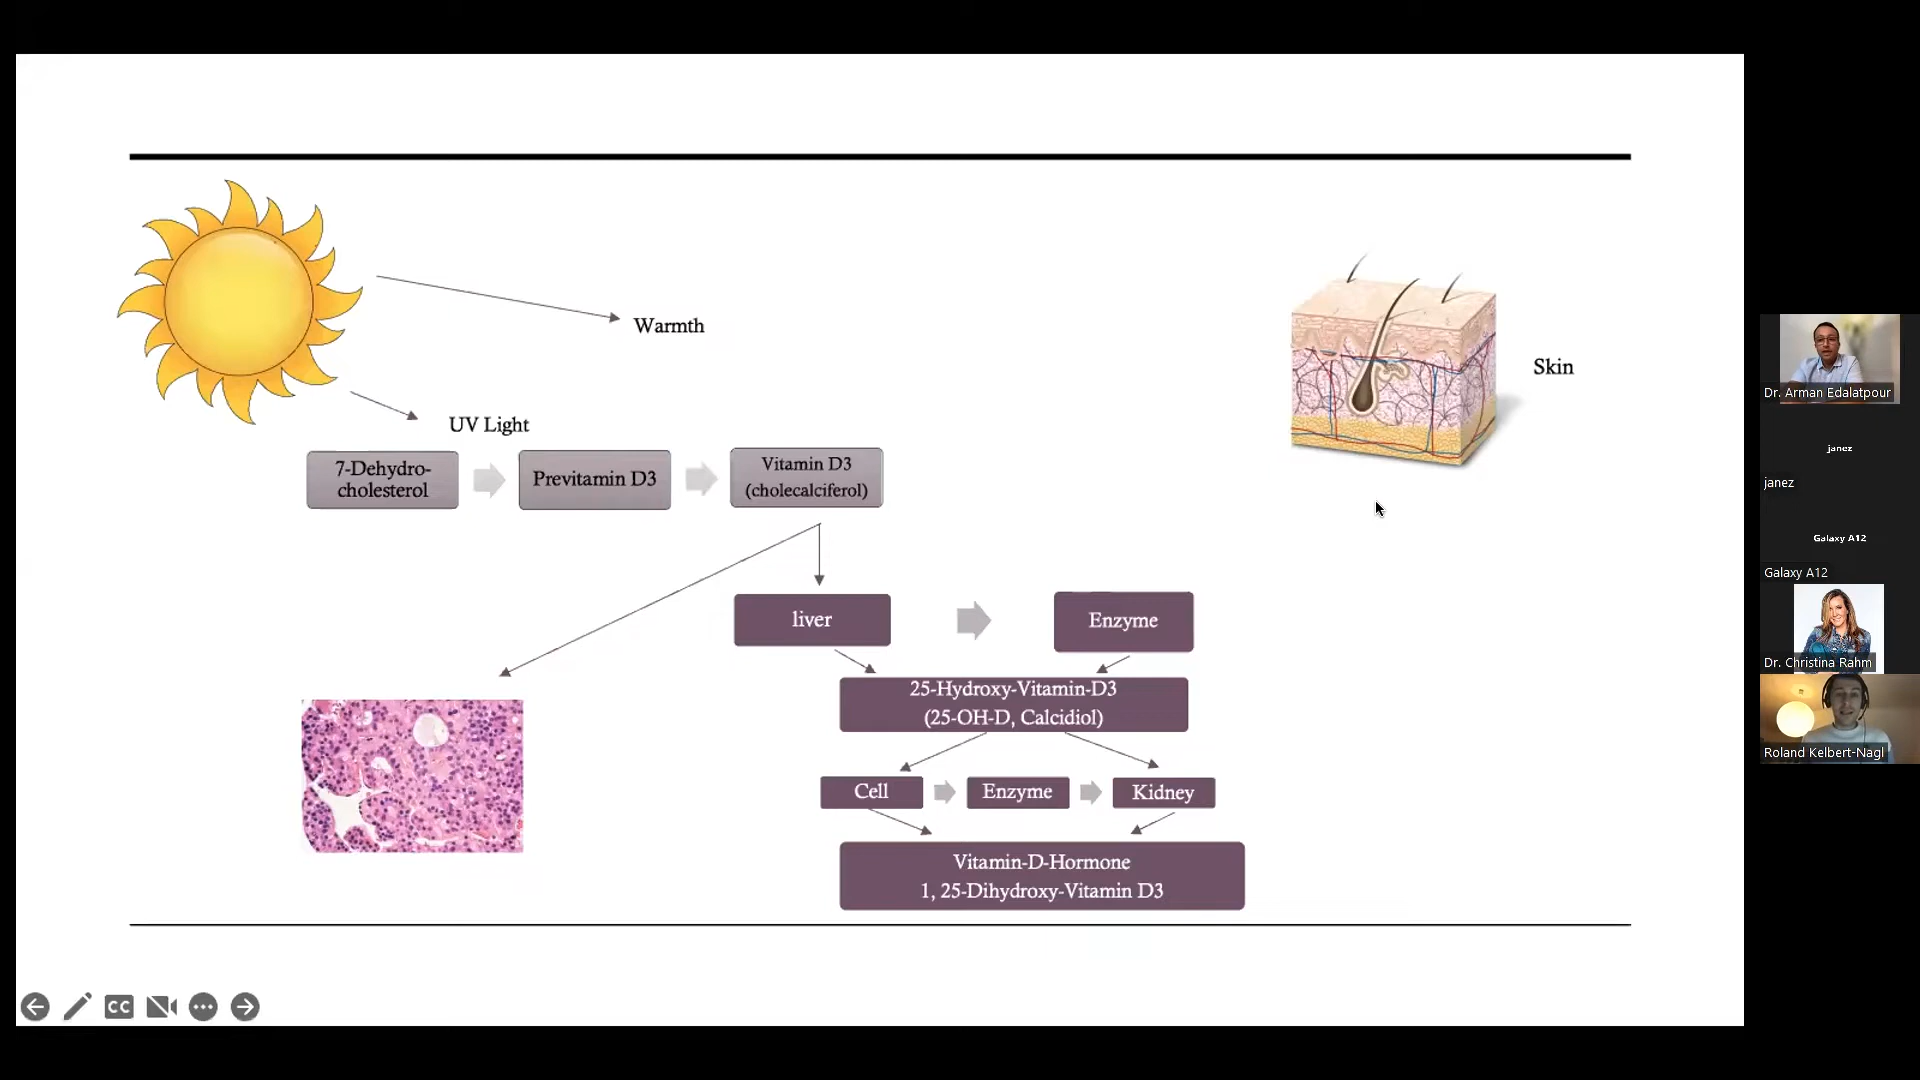 Warmth
Skin
UV Light
7-Dehydro-
cholesterol
Previtamin D3
Vitamin D3
(cholecalciferol)
liver
Enzyme
25-Hydroxy-Vitamin-D3
(25-OH-D, Calcidiol)
Cell
Enzyme
Kidney
Vitamin-D-Hormone
1, 25-Dihydroxy-Vitamin D3
CC
Dr. Arman Edalatpour
janez
janez
Galaxy A12
Galaxy A12
Dr. Christina Rahm
Roland Kelbert-Nagl